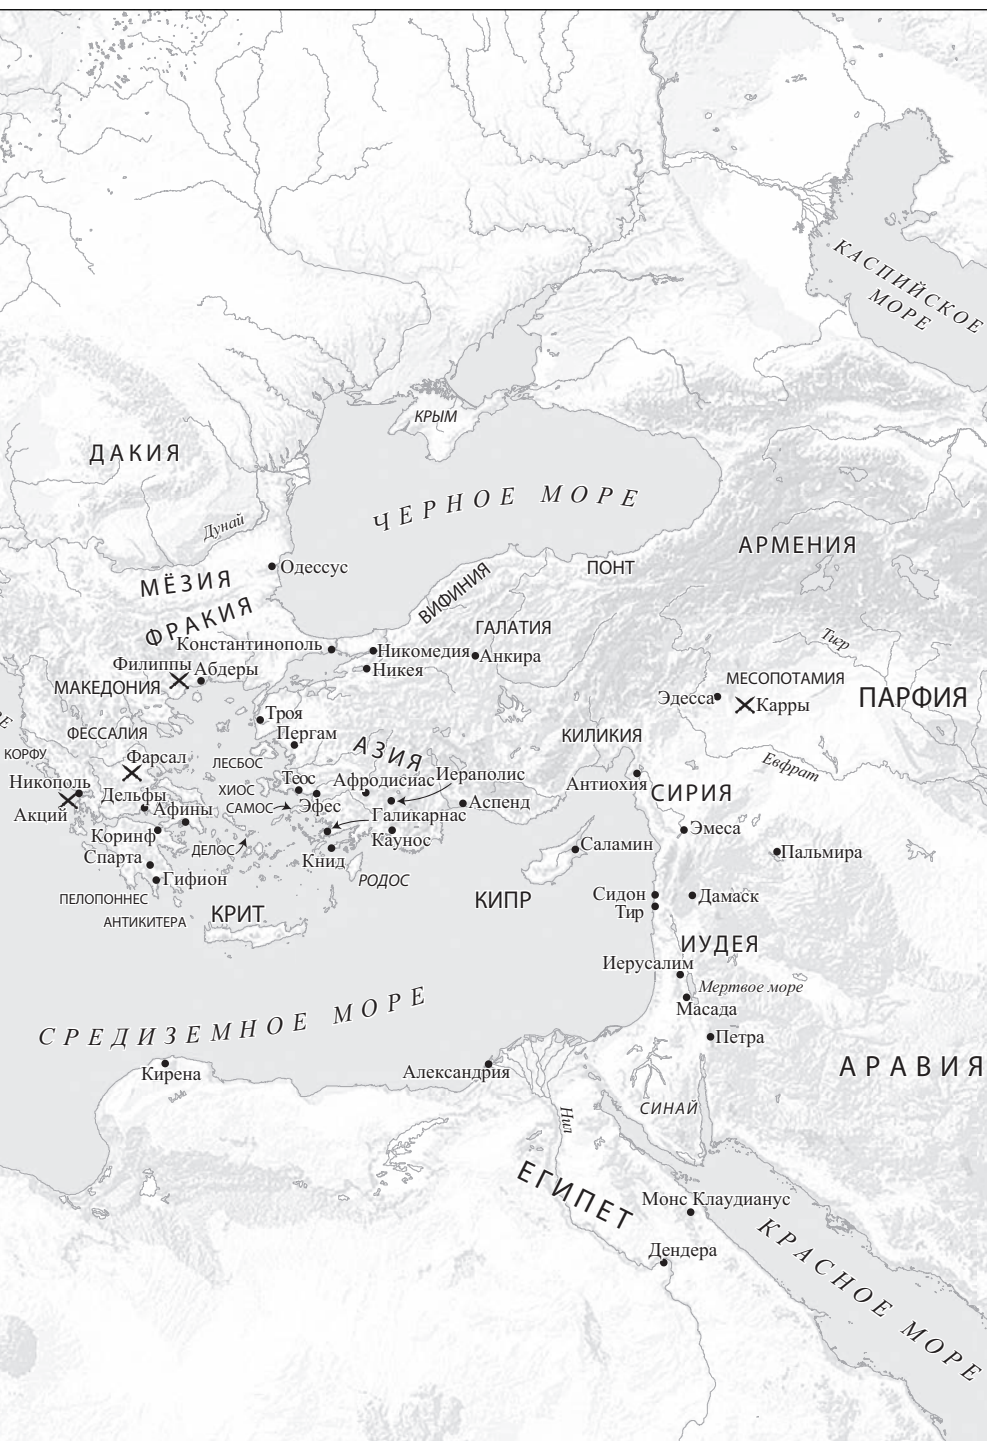 КАСПИЙСКОЕ
МОРЕ
КРЫМ
ДАКИЯ
ЧЕРНОЕ МОРЕ
Дунай
АРМЕНИЯ
Одессус
ПОНТ
МЁЗИЯ
ВИФИНИЯ
ФРАКИЯ
ГАЛАТИЯ
Константинополь
Никомедия
Анкира
Тигр
Филиппы
Абдеры
Никея
МАКЕДОНИЯ
МЕСОПОТАМИЯ
Эдесса
Карры
ПАРФИЯ
Троя
ФЕССАЛИЯ
Пергам
КИЛИКИЯ
КОРФУ
Фарсал
ЛЕСБОС
АЗИЯ
Евфрат
Никополь
Теос
Афродисиас
Иераполис
Антиохия
ХИОС
СИРИЯ
Дельфы
САМОС
Эфес
Аспенд
Акций
Афины
Галикарнас
Эмеса
Коринф
Каунос
ДЕЛОС
Саламин
Пальмира
Спарта
Книд
Гифион
РОДОС
ПЕЛОПОННЕС
КИПР
Сидон
Дамаск
АНТИКИТЕРА
КРИТ
Тир
ИУДЕЯ
Иерусалим
Мертвое море
СРЕДИЗЕМНОЕ МОРЕ
Масада
Петра
Кирена
Александрия
АРАВИЯ
Нил
СИНАЙ
ЕГИПЕТ
Монс Клаудианус
Дендера
КРАСНОЕ МОРЕ